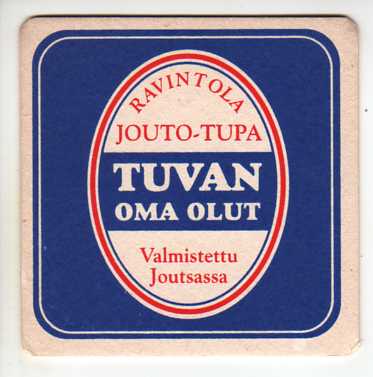 RAVINTOLA
JOUTO-TUPA
TUVAN
OMA OLUT
Valmistettu
Joutsassa